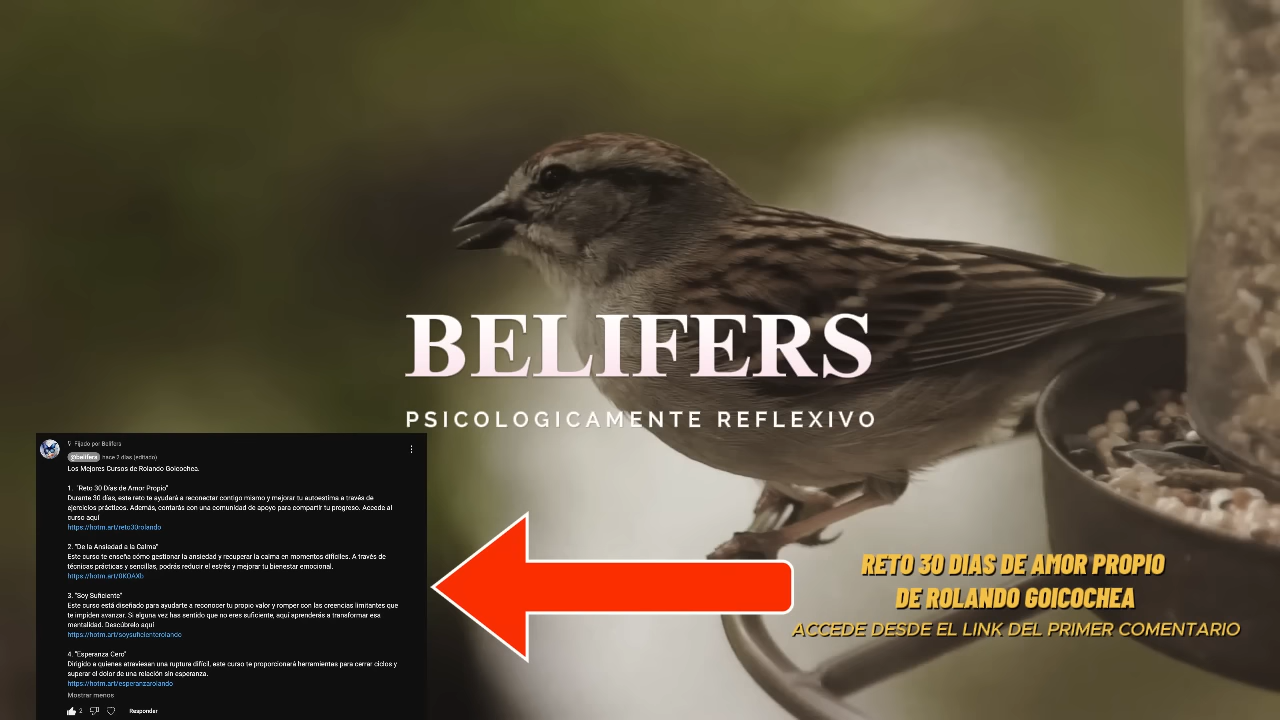 BELIFERS
PSICOLOGICAMENTE REFLEXIVO
Fijado por Belifers
@belifers hace 2 días (editado)
Los Mejores Cursos de Rolando Goicochea.
1. "Reto 30 Días de Amor Propio"
Durante 30 días, este reto te ayudará a reconectar contigo mismo y mejorar tu autoestima a través de
ejercicios prácticos. Además, contarás con una comunidad de apoyo para compartir tu progreso. Accede al
curso aquí
https://hotm.art/reto30rolando
2. "De la Ansiedad a la Calma"
Este curso te enseña cómo gestionar la ansiedad y recuperar la calma en momentos difíciles. A través de
técnicas prácticas y sencillas, podrás reducir el estrés y mejorar tu bienestar emocional.
https://hotm.art/0KOAXb
3. "Soy Suficiente"
Este curso está diseñado para ayudarte a reconocer tu propio valor y romper con las creencias limitantes que
te impiden avanzar. Si alguna vez has sentido que no eres suficiente, aquí aprenderás a transformar esa
mentalidad. Descúbrelo aquí
https://hotm.art/soysuficienterolando
4. "Esperanza Cero"
Dirigido a quienes atraviesan una ruptura difícil, este curso te proporcionará herramientas para cerrar ciclos y
superar el dolor de una relación sin esperanza.
https://hotm.art/esperanzarolando
Mostrar menos
2 Responder
RETO 30 DIAS DE AMOR PROPIO
DE ROLANDO GOICOCHEA
ACCEDE DESDE EL LINK DEL PRIMER COMENTARIO